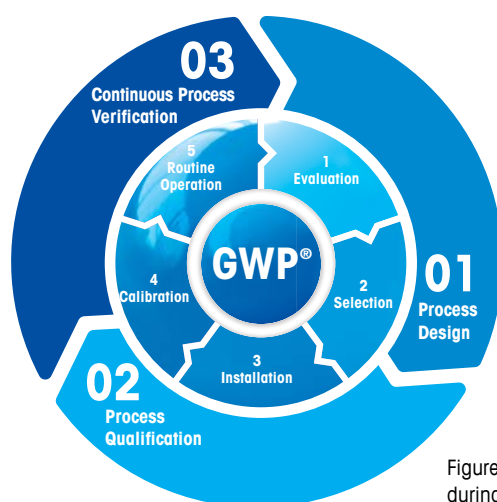 03
Continuous Process
Verification
5
Routine
Operation
1
Evaluation
GWP®
4
Calibration
2
Selection
3
Installation
01
Process
Design
02
Process
Qualification
Figure
during